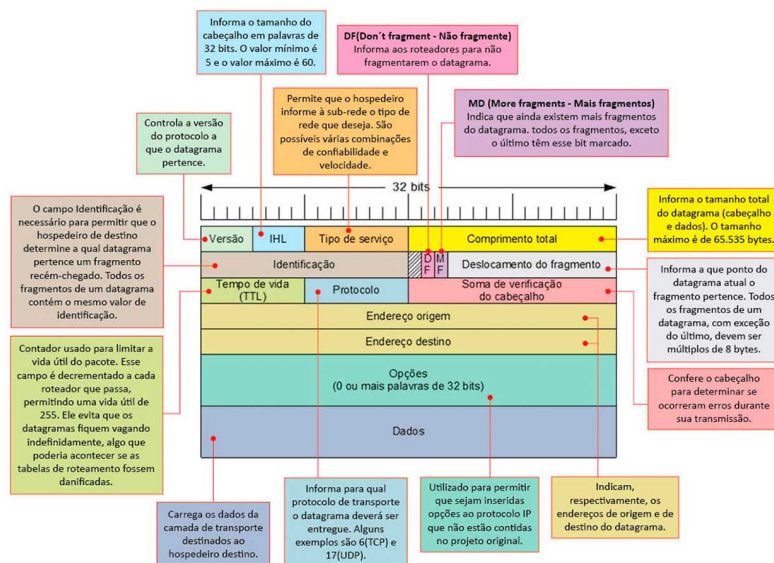 Informa o tamanho do
cabeçalho em palavras de
32 bits. O valor mínimo é
5 e o valor máximo é 60.
DF(Don´t fragment - Não fragmente)
Informa aos roteadores para não
fragmentarem o datagrama.
Controla a versão
do protocolo a
que o datagrama
pertence.
Permite que o hospedeiro
informe à sub-rede o tipo de
rede que deseja. São
possíveis várias combinações
de confiabilidade e
velocidade.
MD (More fragments - Mais fragmentos)
Indica que ainda existem mais fragmentos
do datagrama. todos os fragmentos, exceto
o último têm esse bit marcado.
32 bits
O campo Identificação é
necessário para permitir que o
hospedeiro de destino
determine a qual datagrama
pertence um fragmento
recém-chegado. Todos os
fragmentos de um datagrama
contém o mesmo valor de
identificação.
Informa o tamanho total
do datagrama (cabeçalho
e dados). O tamanho
máximo é de 65.535 bytes.
Versão
IHL
Tipo de serviço
Comprimento total
Identificação
D
F
M
F
Deslocamento do fragmento
Tempo de vida
(TTL)
Protocolo
Soma de verificação
do cabeçalho
Endereço origem
Endereço destino
Opções
(0 ou mais palavras de 32 bits)
Dados
Informa a que ponto do
datagrama atual o
fragmento pertence. Todos
os fragmentos de um
datagrama, com exceção
do último, devem ser
múltiplos de 8 bytes.
Contador usado para limitar a
vida útil do pacote. Esse
campo é decrementado a cada
roteador que passa,
permitindo uma vida útil de
255. Ele evita que os
datagramas fiquem vagando
indefinidamente, algo que
poderia acontecer se as
tabelas de roteamento fossem
danificadas.
Confere o cabeçalho
para determinar se
ocorreram erros durante
sua transmissão.
Carrega os dados da
camada de transporte
destinados ao
hospedeiro destino.
Informa para qual
protocolo de transporte
o datagrama deverá ser
entregue. Alguns
exemplos são 6(TCP) e
17(UDP).
Utilizado para permitir
que sejam inseridas
opções ao protocolo IP
que não estão contidas
no projeto original.
Indicam,
respectivamente, os
endereços de origem e de
destino do datagrama.